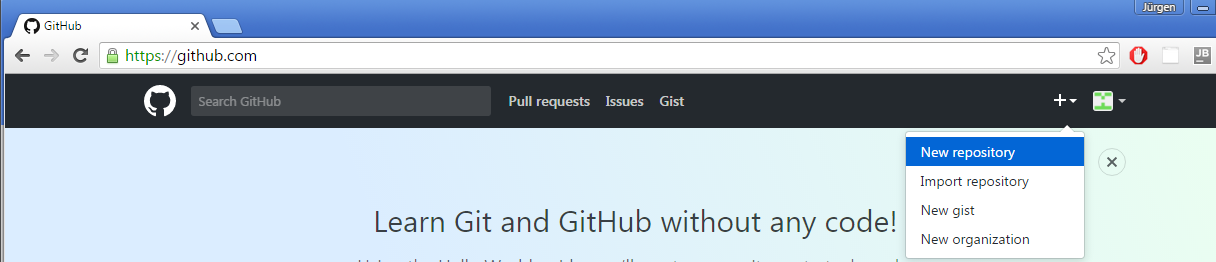 Jürgen
GitHub
https://github.com
JB
Search GitHub
Pull requests
Issues
Gist
New repository
Import repository
New gist
New organization
Learn Git and GitHub without any code!